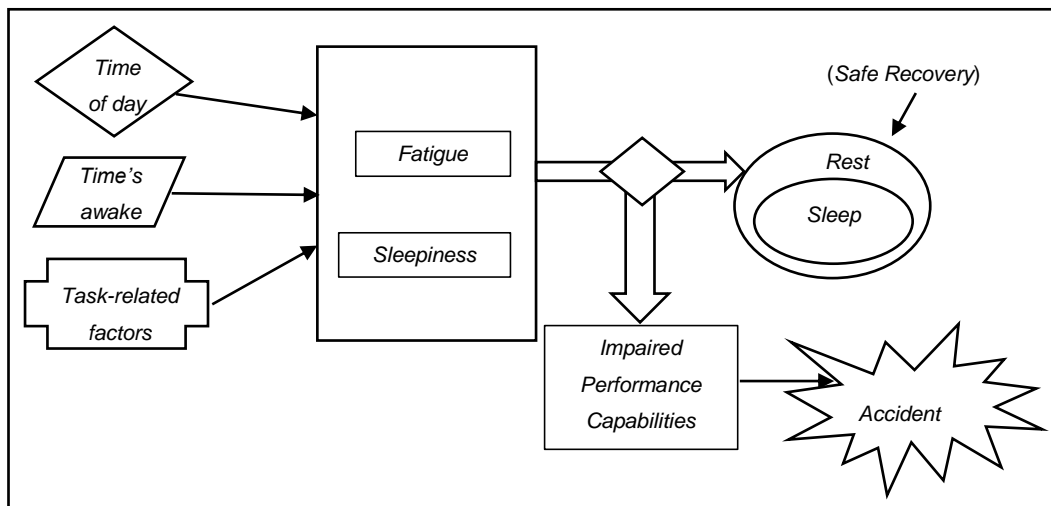 Time
of day
Time's
awake
Task-related
factors
Fatigue
Sleepiness
(Safe Recovery)
Rest
Sleep
Impaired
Performance
Capabilities
Accident